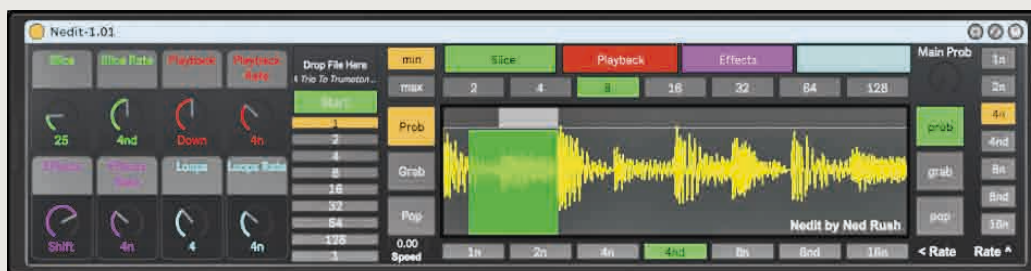 Nedit-1.01
Slice
Slice Rate
Playback
Playback Rate
25
4nd
Down
4n
Effects
Effects Rate
Loops
Loops Rate
Shift
4n
4
4n
Drop File Here
Trio To Trumpton...
Start
1
2
4
8
16
32
64
128
1
min
max
Prob
Grab
Pop
0.00
Speed
Slice
Playback
Effects
2
4
8
16
32
64
128
Nedit by Ned Rush
1n
2n
4n
4nd
8n
8nd
16n
Main Prob
prob
grab
pop
< Rate
1n
2n
4n
4nd
8n
8nd
16n
Rate ^